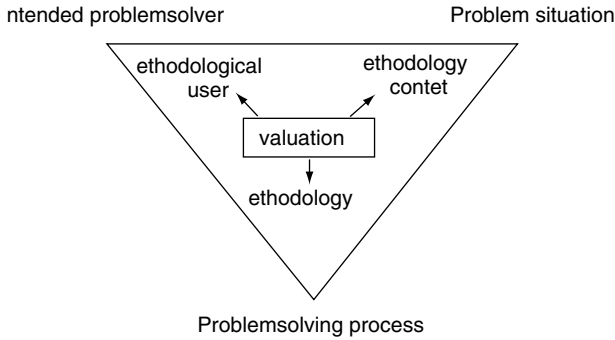 ntended problemsolver
Problem situation
ethodological
user
ethodology
contet
valuation
ethodology
Problemsolving process